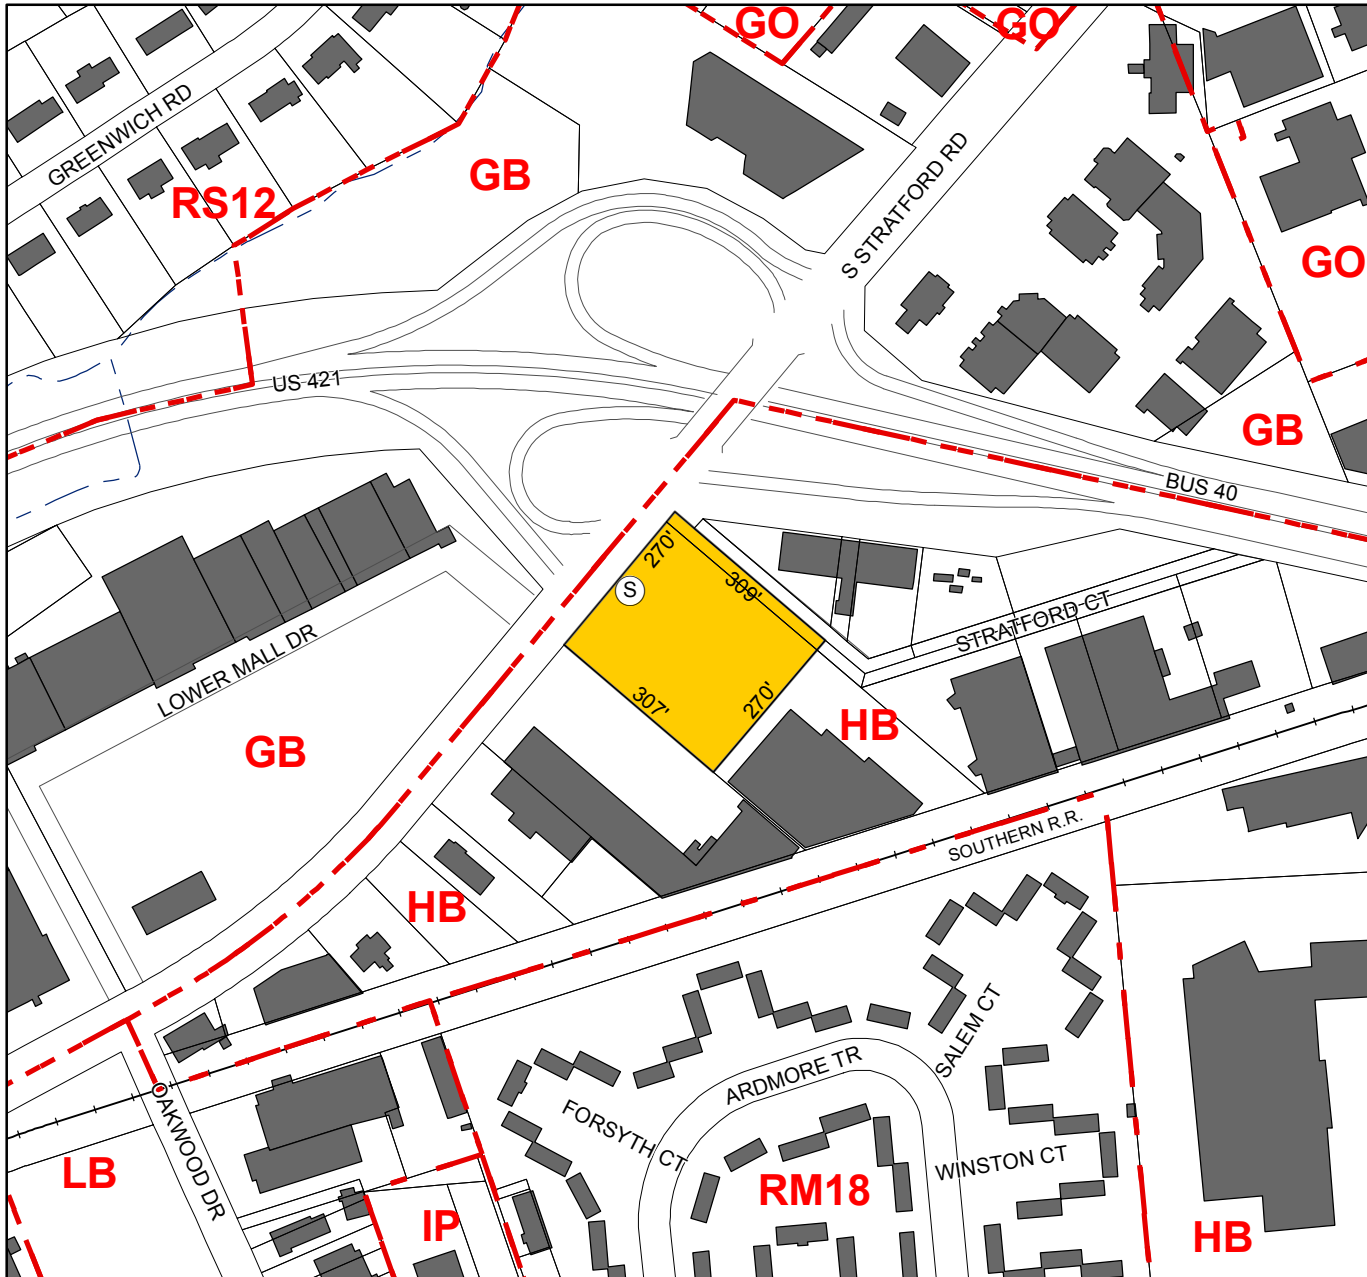 GO
GO
GREENWICH RD
GB
RS12
S STRATFORD RD
GO
US 421
GB
BUS 40
270'
309'
S
STRATFORD CT
LOWER MALL DR
307'
270'
HB
GB
SOUTHERN R.R.
HB
SALEM CT
ARDMORE TR
OAKWOOD DR
FORSYTH CT
WINSTON CT
LB
RM18
IP
HB